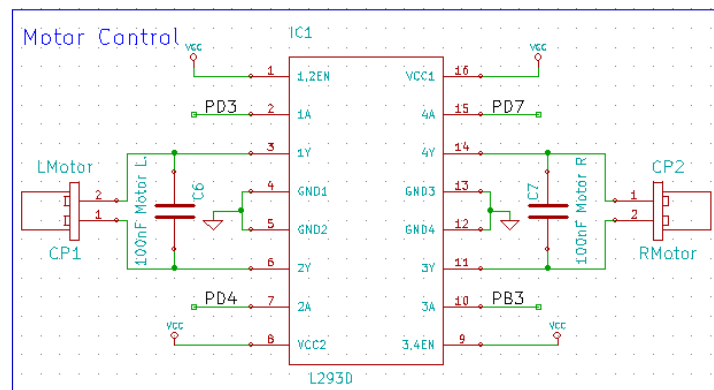 Motor Control
IC1
VCC
VCC
1 1,2EN VCC1 16
PD3 2 1A 4A 15 PD7
3 1Y 4Y 14
LMotor
CP2
2
1
CP1
100nF Motor L.
C6
4 GND1 GND3 13
5 GND2 GND4 12
C7
100nF Motor R
1
2
RMotor
6 2Y 3Y 11
PD4 7 2A 3A 10 PB3
VCC
VCC
8 VCC2 3,4EN 9
L293D